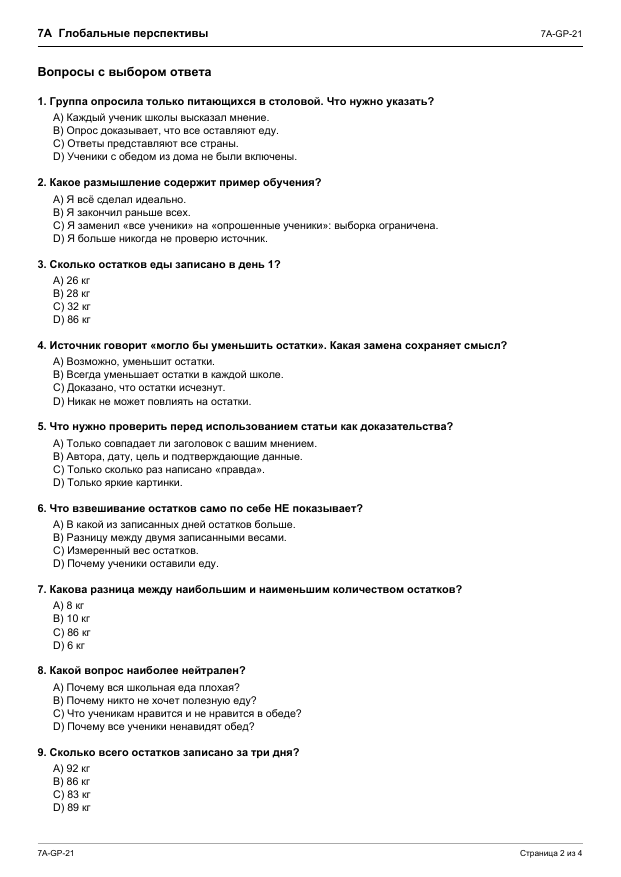 7A Глобальные перспективы
7A-GP-21
Вопросы с выбором ответа
1. Группа опросила только питающихся в столовой. Что нужно указать?
A) Каждый ученик школы высказал мнение.
B) Опрос доказывает, что все оставляют еду.
C) Ответы представляют все страны.
D) Ученики с обедом из дома не были включены.
2. Какое размышление содержит пример обучения?
A) Я всё сделал идеально.
B) Я закончил раньше всех.
C) Я заменил «все ученики» на «опрошенные ученики»: выборка ограничена.
D) Я больше никогда не проверю источник.
3. Сколько остатков еды записано в день 1?
A) 26 кг
B) 28 кг
C) 32 кг
D) 86 кг
4. Источник говорит «могло бы уменьшить остатки». Какая замена сохраняет смысл?
A) Возможно, уменьшит остатки.
B) Всегда уменьшает остатки в каждой школе.
C) Доказано, что остатки исчезнут.
D) Никак не может повлиять на остатки.
5. Что нужно проверить перед использованием статьи как доказательства?
A) Только совпадает ли заголовок с вашим мнением.
B) Автора, дату, цель и подтверждающие данные.
C) Только сколько раз написано «правда».
D) Только яркие картинки.
6. Что взвешивание остатков само по себе НЕ показывает?
A) В какой из записанных дней остатков больше.
B) Разницу между двумя записанными весами.
C) Измеренный вес остатков.
D) Почему ученики оставили еду.
7. Какова разница между наибольшим и наименьшим количеством остатков?
A) 8 кг
B) 10 кг
C) 86 кг
D) 6 кг
8. Какой вопрос наиболее нейтрален?
A) Почему вся школьная еда плохая?
B) Почему никто не хочет полезную еду?
C) Что ученикам нравится и не нравится в обеде?
D) Почему все ученики ненавидят обед?
9. Сколько всего остатков записано за три дня?
A) 92 кг
B) 86 кг
C) 83 кг
D) 89 кг
7A-GP-21
Страница 2 из 4